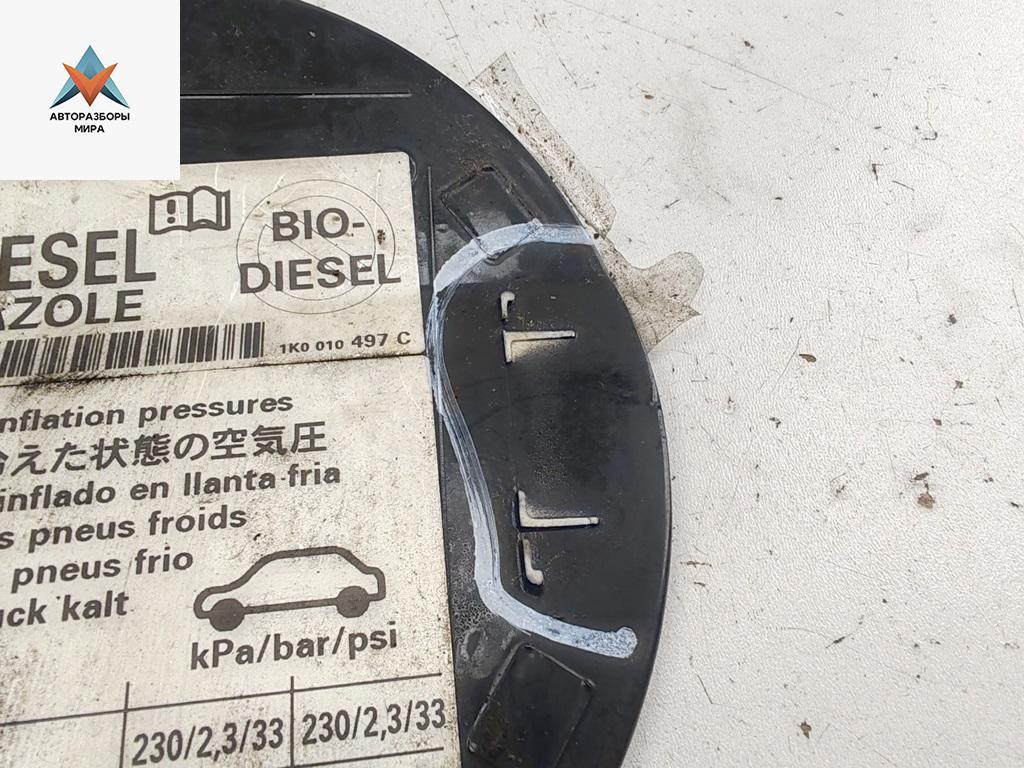 АВТОРАЗБОРЫ
МИРА
BIO-
DIESEL
ESEL
AZOLE
1K0 010 497 C
inflation pressures
冷えた状態の空気圧
inflado en llanta fria
s pneus froids
pneus frio
uck kalt
kPa/bar/psi
230/2,3/33 230/2,3/33